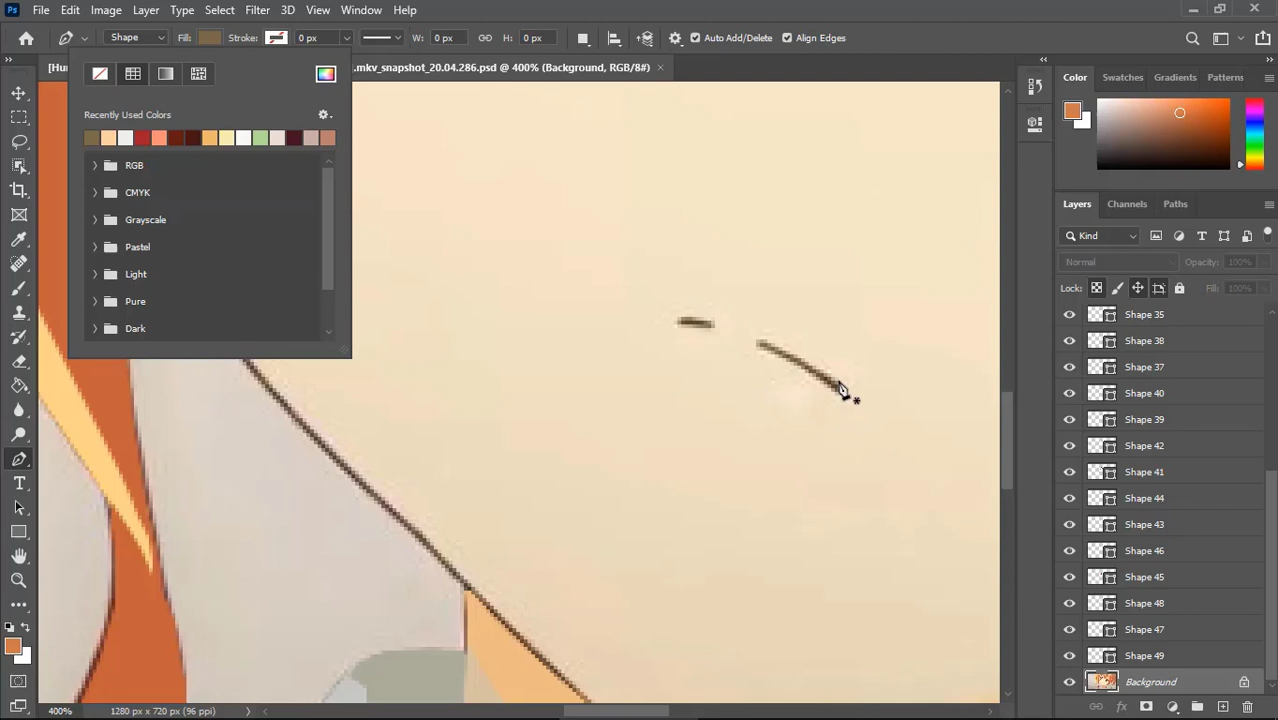 Ps File Edit Image Layer Type Select Filter 3D View Window Help
Shape Fill: Stroke: 0 px W: 0 px H: 0 px Auto Add/Delete Align Edges
[Hu .mkv_snapshot_20.04.286.psd @ 400% (Background, RGB/8#)
Recently Used Colors
RGB
CMYK
Grayscale
Pastel
Light
Pure
Dark
Color Swatches Gradients Patterns
Layers Channels Paths
Kind
Normal Opacity: 100%
Lock: Fill: 100%
Shape 35
Shape 38
Shape 37
Shape 40
Shape 39
Shape 42
Shape 41
Shape 44
Shape 43
Shape 46
Shape 45
Shape 48
Shape 47
Shape 49
Background
400% 1280 px x 720 px (96 ppi)